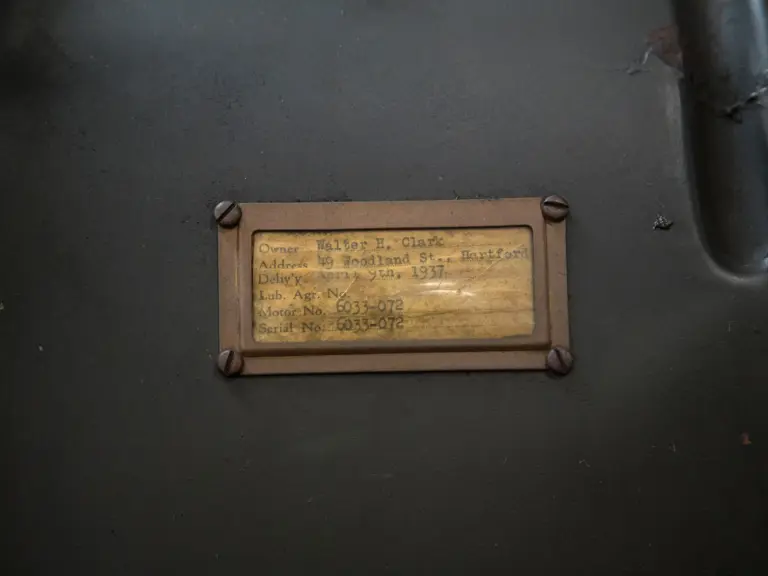 Owner Walter H. Clark
Address 49 Woodland St., Hartford
Deliv'y April 9th, 1937
Lub. Agr. No.
Motor No. 6033-072
Serial No. 6033-072